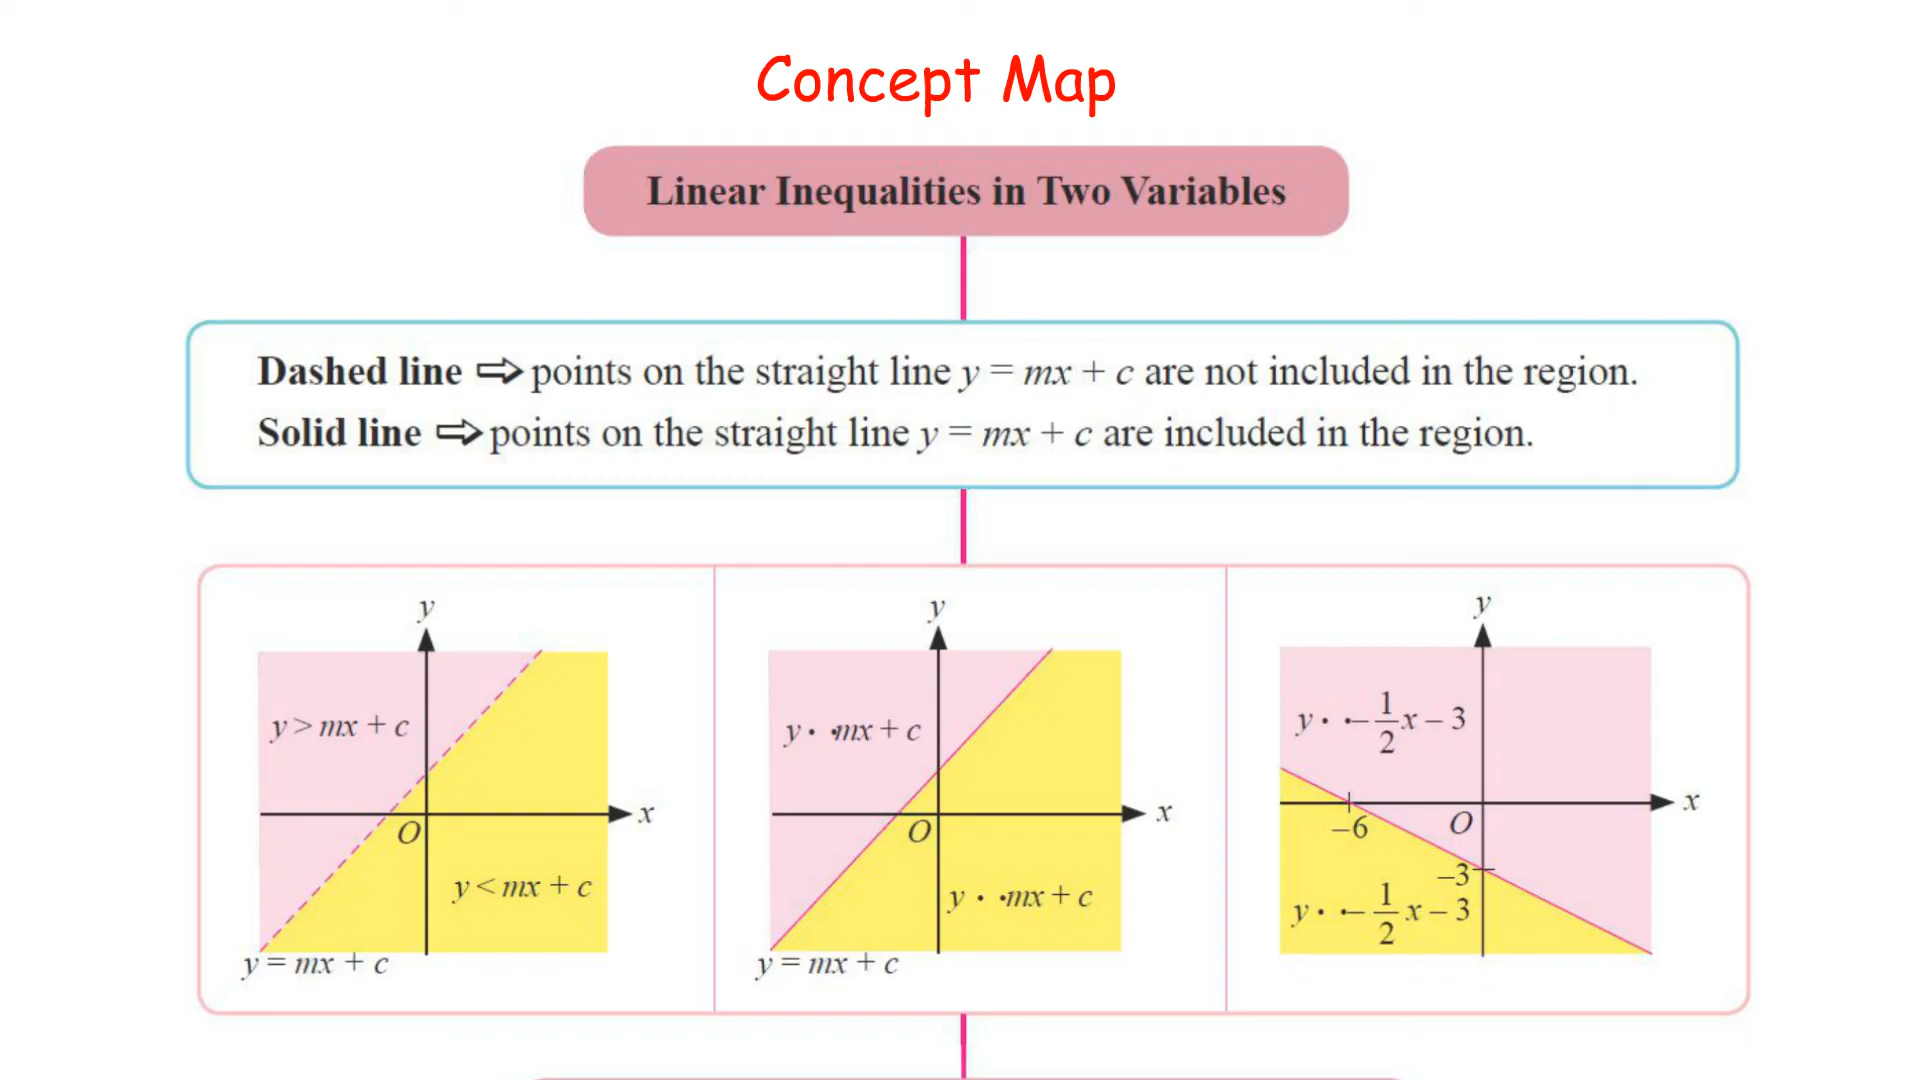 Concept Map
Linear Inequalities in Two Variables
Dashed line ⇨ points on the straight line y = mx + c are not included in the region.
Solid line ⇨ points on the straight line y = mx + c are included in the region.
y
y > mx + c
x
O
y < mx + c
y = mx + c
y
y· ·mx + c
x
O
y · ·mx + c
y = mx + c
y
y· ·–1/2x – 3
x
–6
O
–3
y· ·–1/2x – 3